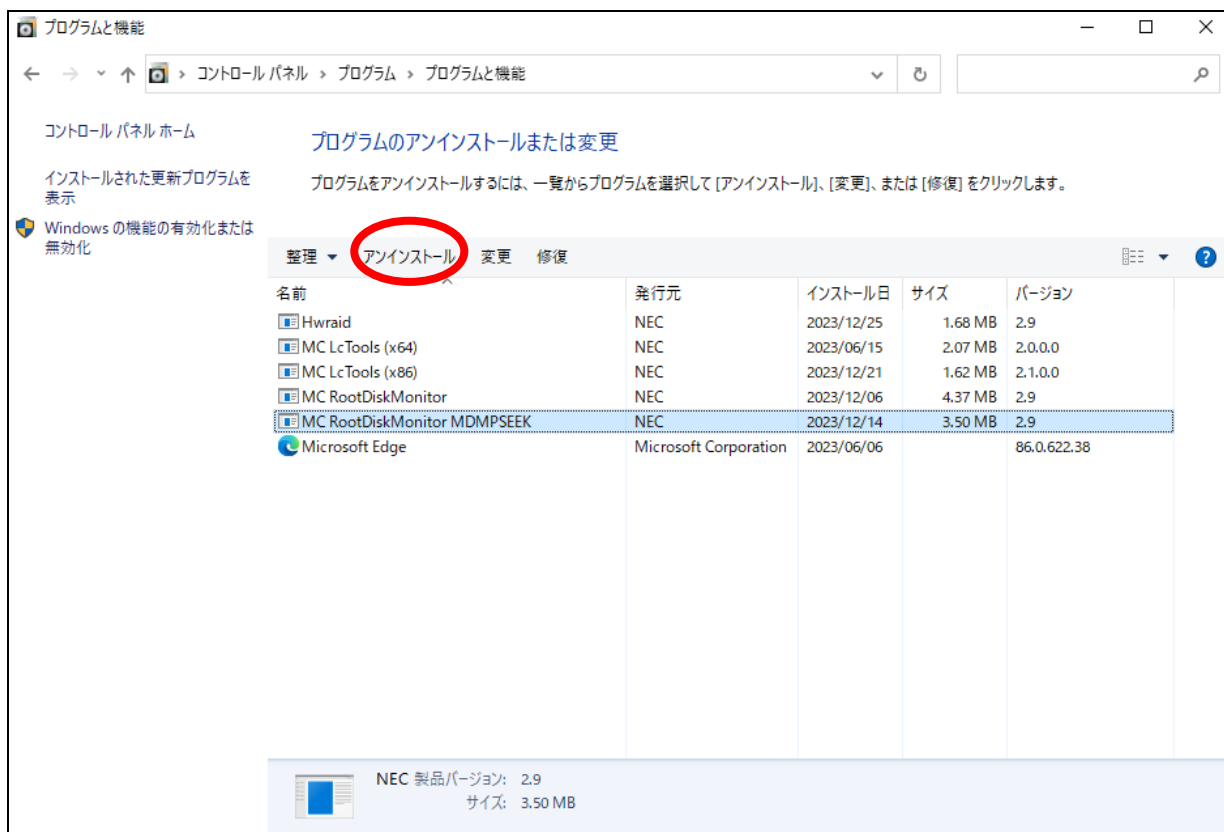 プログラムと機能
コントロール パネル › プログラム › プログラムと機能
コントロール パネル ホーム
インストールされた更新プログラムを
表示
Windows の機能の有効化または
無効化
プログラムのアンインストールまたは変更
プログラムをアンインストールするには、一覧からプログラムを選択して [アンインストール]、[変更]、または [修復] をクリックします。
整理 アンインストール 変更 修復
名前 発行元 インストール日 サイズ バージョン
Hwraid NEC 2023/12/25 1.68 MB 2.9
MC LcTools (x64) NEC 2023/06/15 2.07 MB 2.0.0.0
MC LcTools (x86) NEC 2023/12/21 1.62 MB 2.1.0.0
MC RootDiskMonitor NEC 2023/12/06 4.37 MB 2.9
MC RootDiskMonitor MDMPSEEK NEC 2023/12/14 3.50 MB 2.9
Microsoft Edge Microsoft Corporation 2023/06/06 86.0.622.38
NEC 製品バージョン: 2.9
サイズ: 3.50 MB